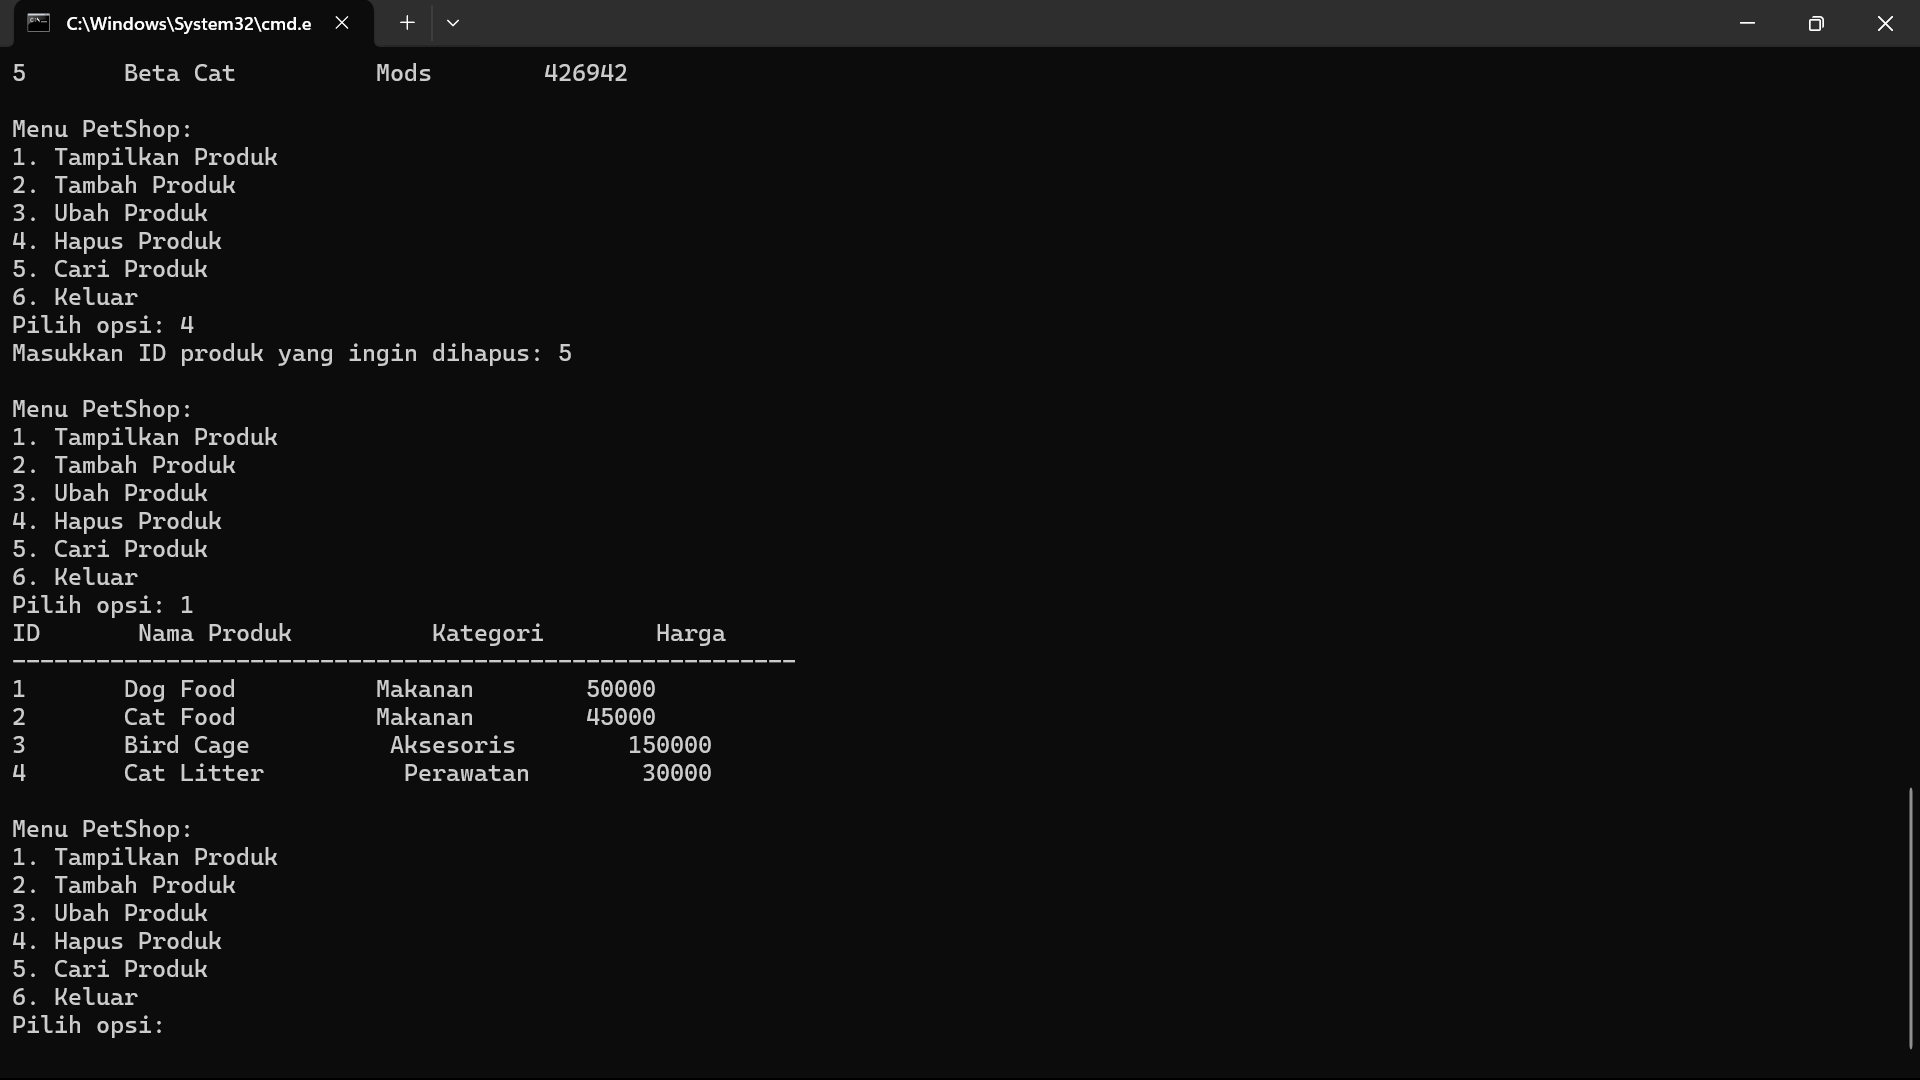 C:\Windows\System32\cmd.e
5       Beta Cat          Mods        426942
Menu PetShop:
1. Tampilkan Produk
2. Tambah Produk
3. Ubah Produk
4. Hapus Produk
5. Cari Produk
6. Keluar
Pilih opsi: 4
Masukkan ID produk yang ingin dihapus: 5
Menu PetShop:
1. Tampilkan Produk
2. Tambah Produk
3. Ubah Produk
4. Hapus Produk
5. Cari Produk
6. Keluar
Pilih opsi: 1
ID       Nama Produk          Kategori        Harga
--------------------------------------------------------
1       Dog Food          Makanan        50000
2       Cat Food          Makanan        45000
3       Bird Cage          Aksesoris        150000
4       Cat Litter          Perawatan        30000
Menu PetShop:
1. Tampilkan Produk
2. Tambah Produk
3. Ubah Produk
4. Hapus Produk
5. Cari Produk
6. Keluar
Pilih opsi: